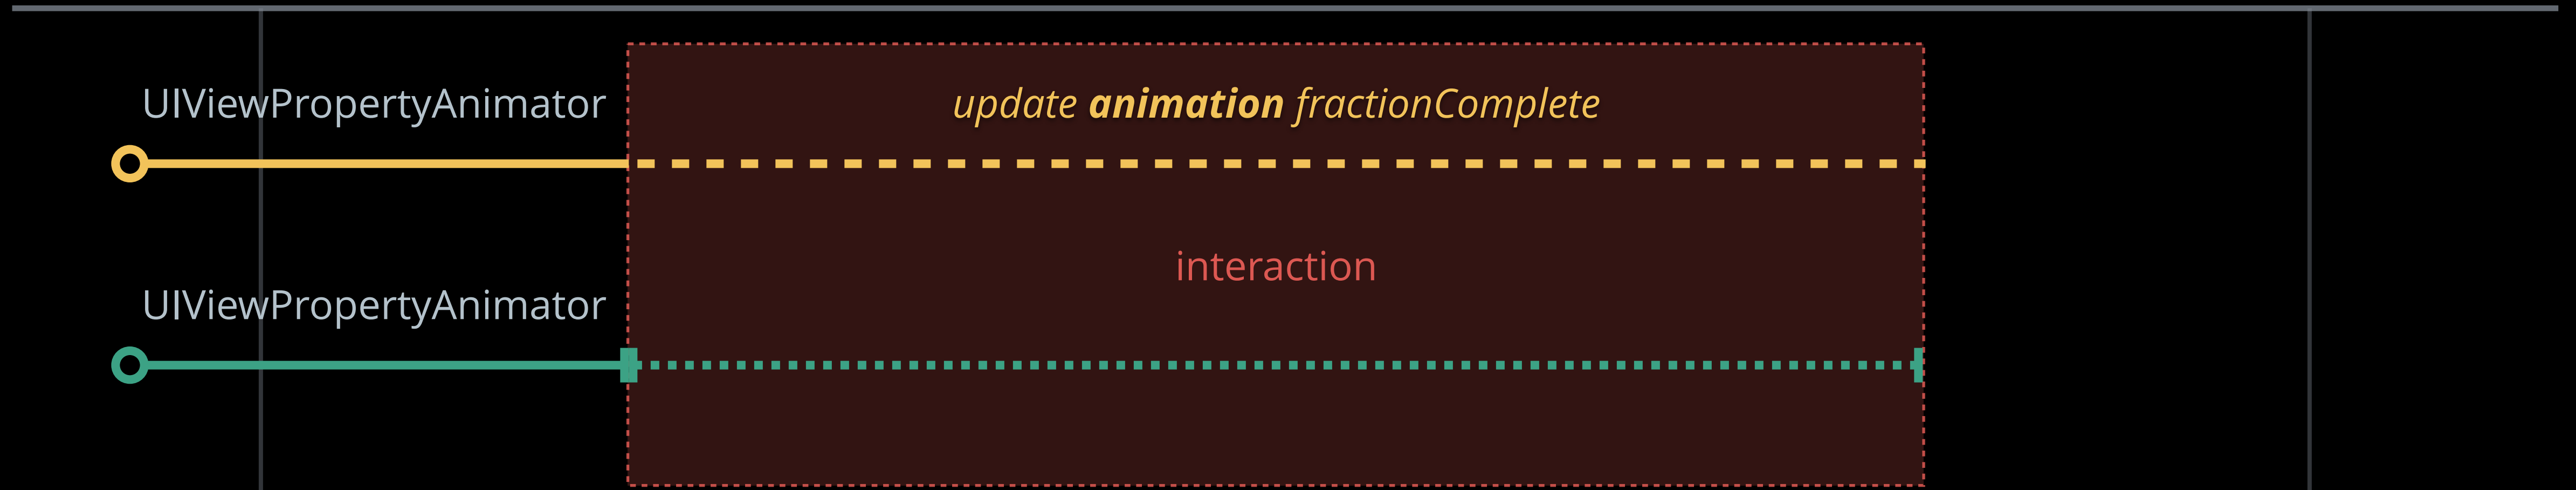 UIViewPropertyAnimator
update animation fractionComplete
interaction
UIViewPropertyAnimator